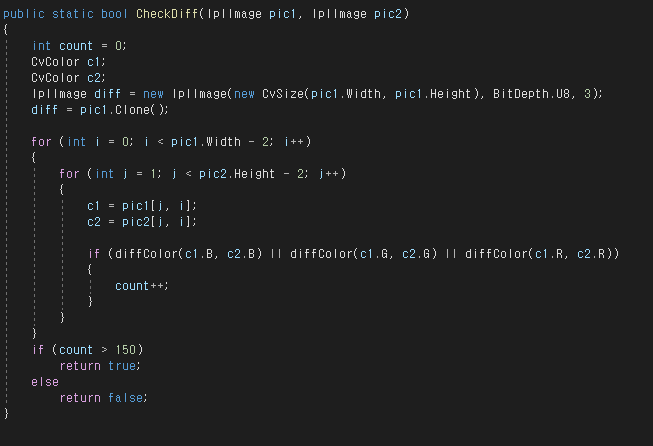 public static bool CheckDiff(IplImage pic1, IplImage pic2)
{
int count = 0;
CvColor c1;
CvColor c2;
IplImage diff = new IplImage(new CvSize(pic1.Width, pic1.Height), BitDepth.U8, 3);
diff = pic1.Clone();
for (int i = 0; i < pic1.Width - 2; i++)
{
for (int j = 1; j < pic2.Height - 2; j++)
{
c1 = pic1[j, i];
c2 = pic2[j, i];
if (diffColor(c1.B, c2.B) || diffColor(c1.G, c2.G) || diffColor(c1.R, c2.R))
{
count++;
}
}
}
if (count > 150)
return true;
else
return false;
}